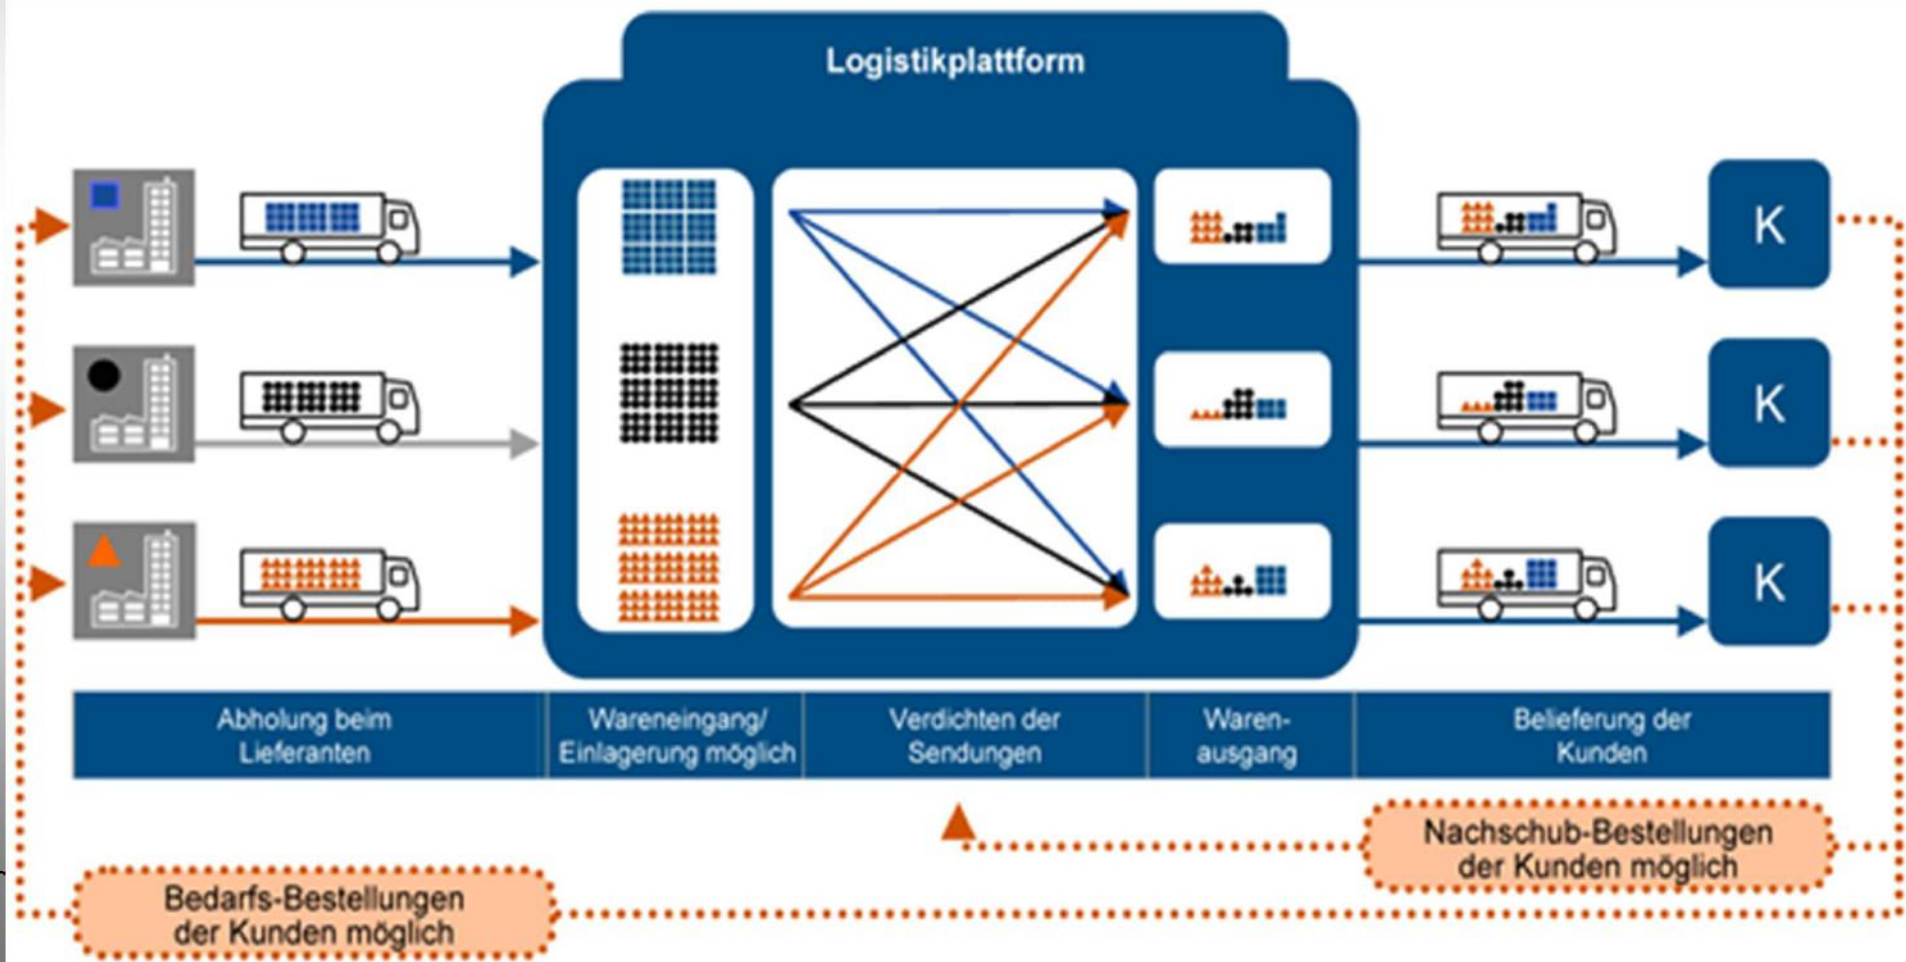 Logistikplattform
K
K
K
Abholung beim
Lieferanten
Wareneingang/
Einlagerung möglich
Verdichten der
Sendungen
Waren-
ausgang
Belieferung der
Kunden
Nachschub-Bestellungen
der Kunden möglich
Bedarfs-Bestellungen
der Kunden möglich